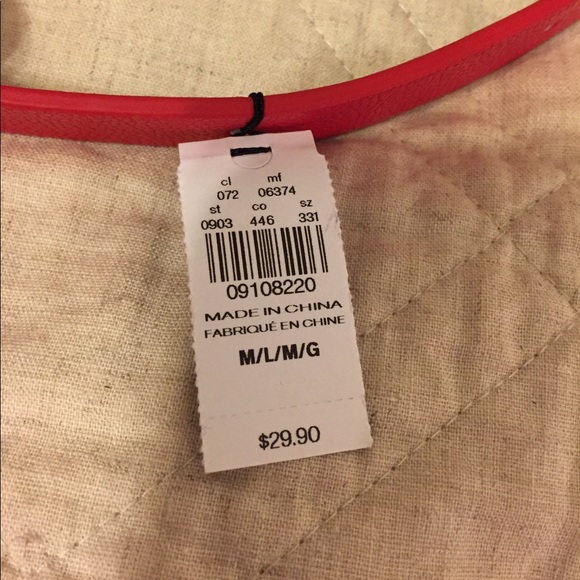 cl mf
072 06374
st co sz
0903 446 331
09108220
MADE IN CHINA
FABRIQUÉ EN CHINE
M/L/M/G
$29.90